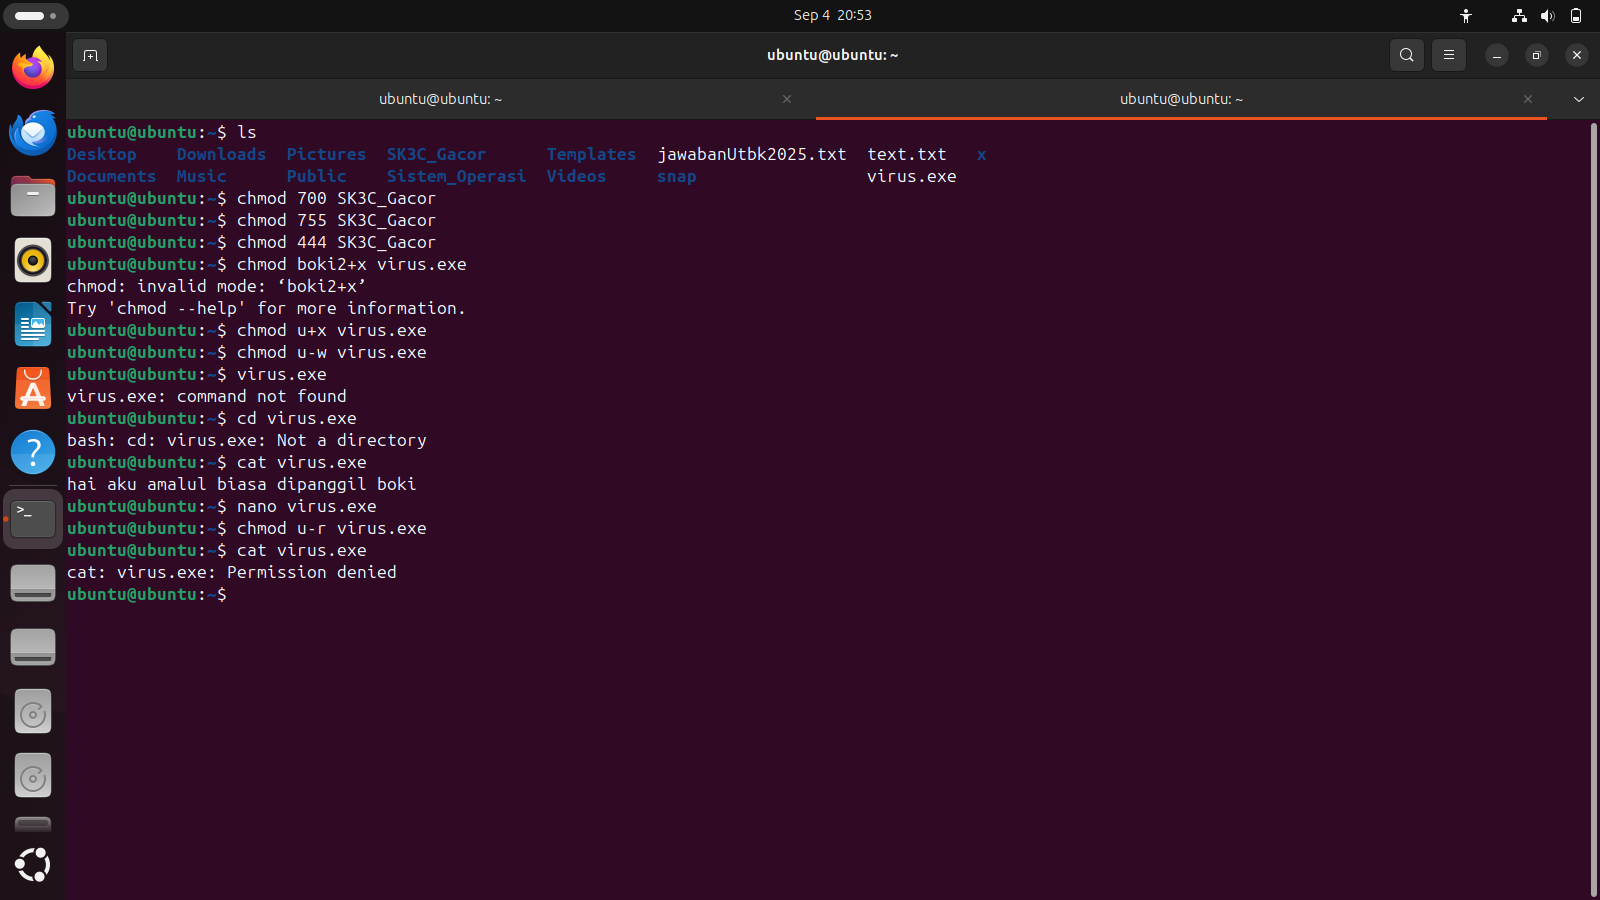 Sep 4 20:53
ubuntu@ubuntu: ~
ubuntu@ubuntu: ~
ubuntu@ubuntu: ~
ubuntu@ubuntu:~$ ls
Desktop Downloads Pictures SK3C_Gacor Templates jawabanUtbk2025.txt text.txt x
Documents Music Public Sistem_Operasi Videos snap virus.exe
ubuntu@ubuntu:~$ chmod 700 SK3C_Gacor
ubuntu@ubuntu:~$ chmod 755 SK3C_Gacor
ubuntu@ubuntu:~$ chmod 444 SK3C_Gacor
ubuntu@ubuntu:~$ chmod boki2+x virus.exe
chmod: invalid mode: ‘boki2+x’
Try 'chmod --help' for more information.
ubuntu@ubuntu:~$ chmod u+x virus.exe
ubuntu@ubuntu:~$ chmod u-w virus.exe
ubuntu@ubuntu:~$ virus.exe
virus.exe: command not found
ubuntu@ubuntu:~$ cd virus.exe
bash: cd: virus.exe: Not a directory
ubuntu@ubuntu:~$ cat virus.exe
hai aku amalul biasa dipanggil boki
ubuntu@ubuntu:~$ nano virus.exe
ubuntu@ubuntu:~$ chmod u-r virus.exe
ubuntu@ubuntu:~$ cat virus.exe
cat: virus.exe: Permission denied
ubuntu@ubuntu:~$